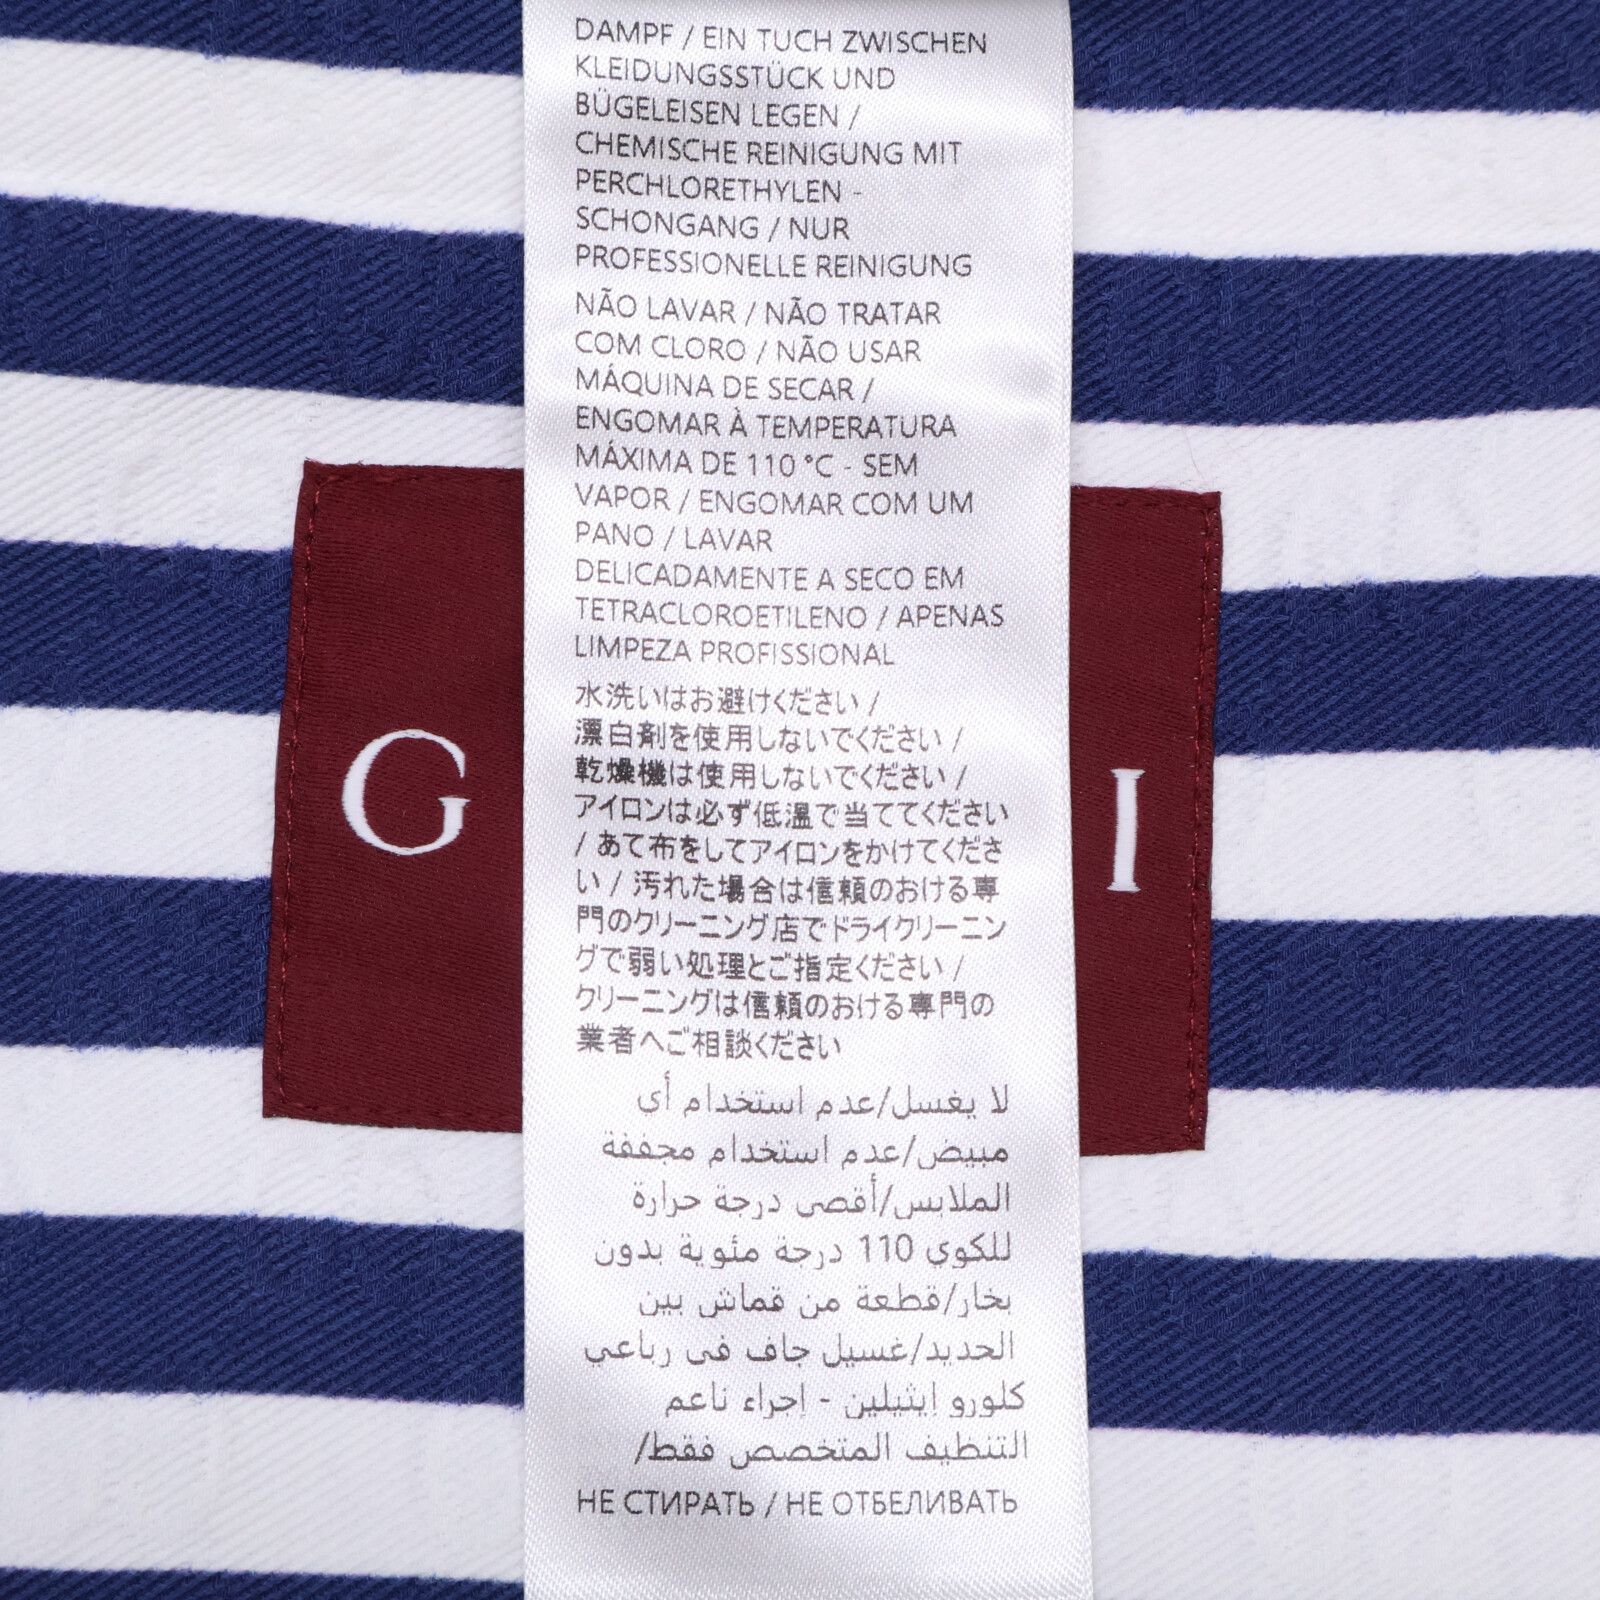 DAMPF / EIN TUCH ZWISCHEN
KLEIDUNGSSTÜCK UND
BÜGELEISEN LEGEN /
CHEMISCHE REINIGUNG MIT
PERCHLORETHYLEN -
SCHONGANG / NUR
PROFESSIONELLE REINIGUNG
NÃO LAVAR / NÃO TRATAR
COM CLORO / NÃO USAR
MÁQUINA DE SECAR /
ENGOMAR À TEMPERATURA
MÁXIMA DE 110 °C - SEM
VAPOR / ENGOMAR COM UM
PANO / LAVAR
DELICADAMENTE A SECO EM
TETRACLOROETILENO / APENAS
LIMPEZA PROFISSIONAL
水洗いはお避けください /
漂白剤を使用しないでください /
乾燥機は使用しないでください /
アイロンは必ず低温で当ててください
/ あて布をしてアイロンをかけてくださ
い / 汚れた場合は信頼のおける専
門のクリーニング店でドライクリーニン
グで弱い処理とご指定ください /
クリーニングは信頼のおける専門の
業者へご相談ください
لا يغسل/عدم استخدام أي
مبيض/عدم استخدام مجففة
الملابس/أقصى درجة حرارة
للكوي 110 درجة مئوية بدون
بخار/قطعة من قماش بين
الحديد/غسيل جاف فى رباعي
كلورو إيثيلين - إجراء ناعم
التنظيف المتخصص فقط/
НЕ СТИРАТЬ / НЕ ОТБЕЛИВАТЬ
G
I